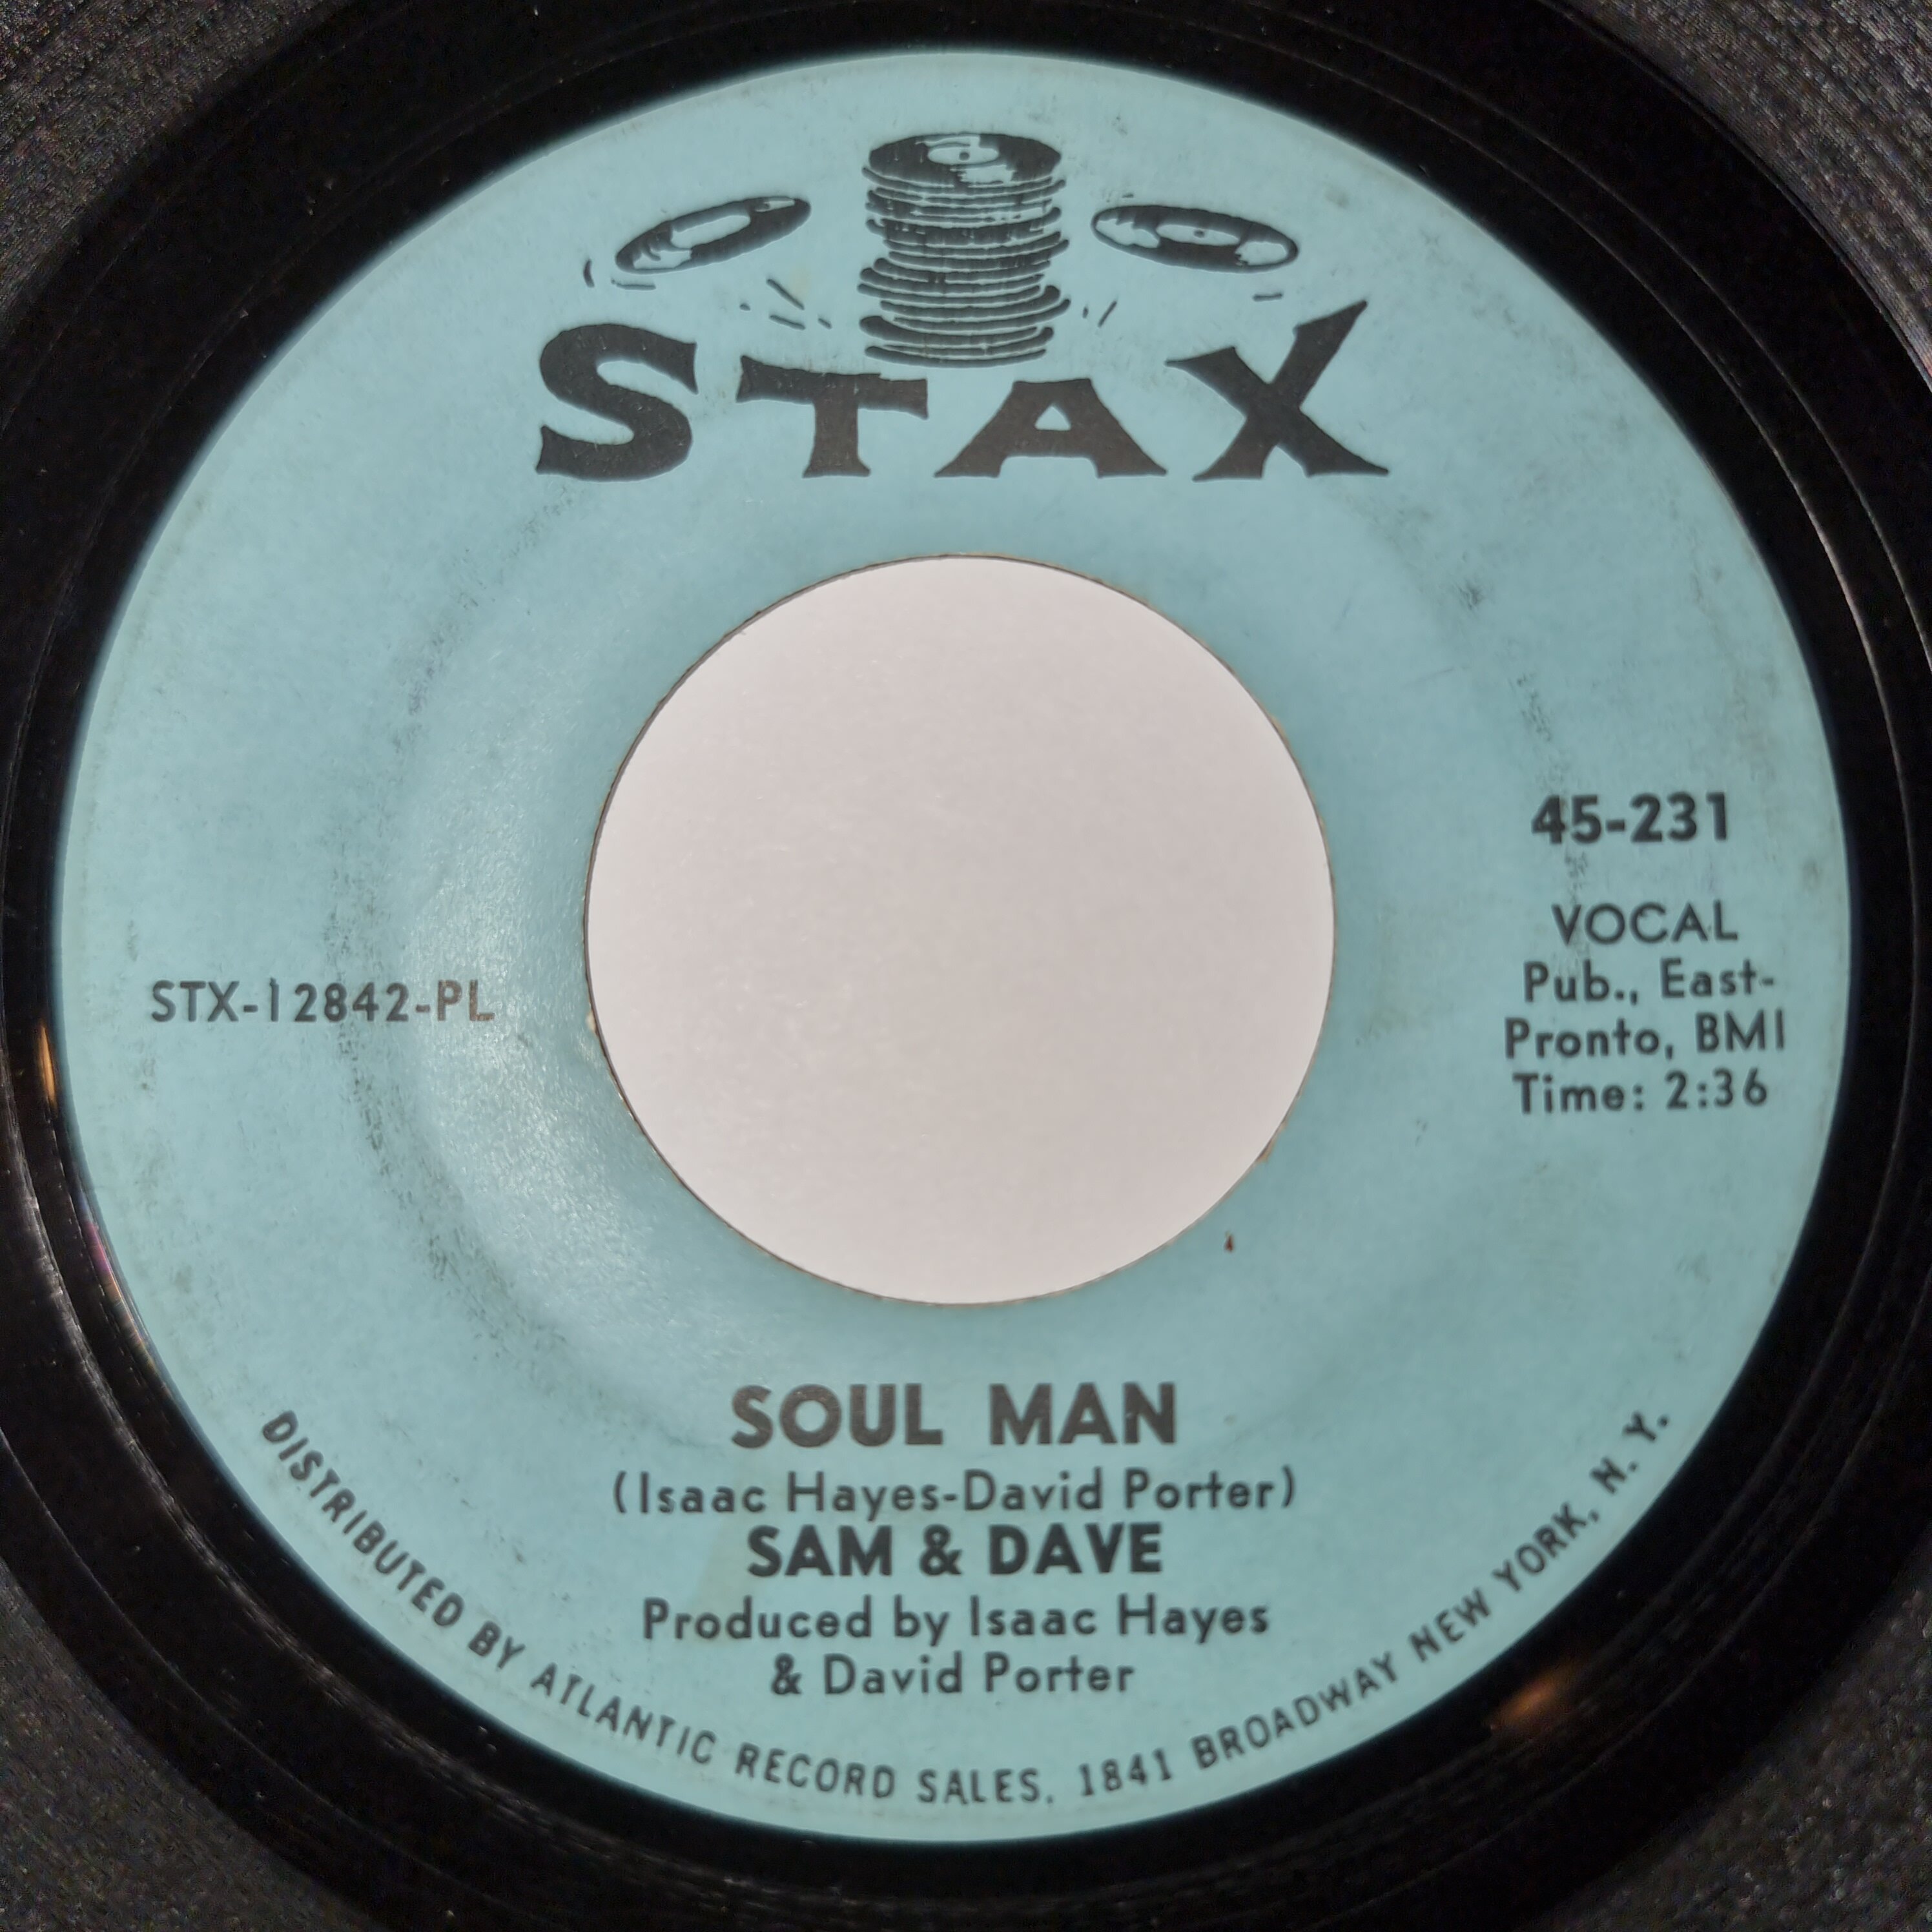 STAX
45-231
VOCAL
Pub., East-
Pronto, BMI
Time: 2:36
STX-12842-PL
SOUL MAN
(Isaac Hayes-David Porter)
SAM & DAVE
Produced by Isaac Hayes
& David Porter
DISTRIBUTED BY ATLANTIC RECORD SALES, 1841 BROADWAY NEW YORK, N. Y.